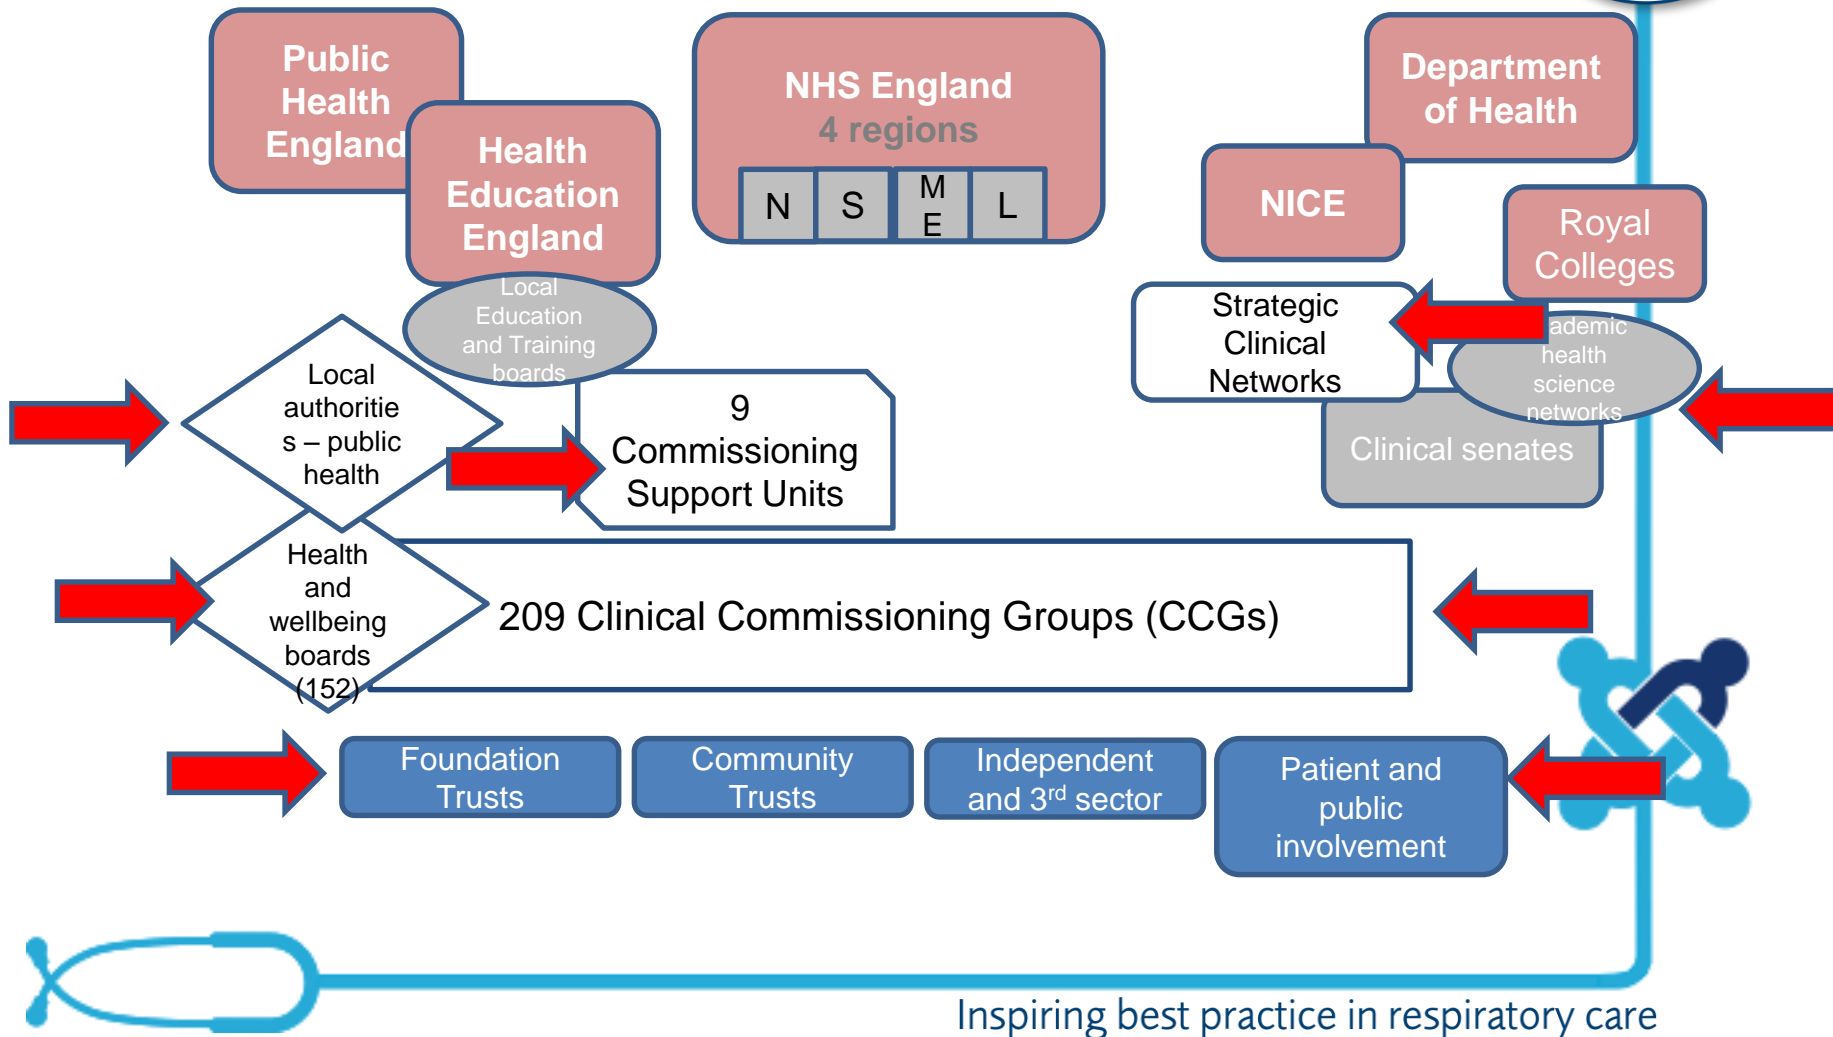 Public
Health
England
Health
Education
England
Local
Education
and Training
boards
NHS England
4 regions
N
S
M
E
L
Department
of Health
NICE
Royal
Colleges
Strategic
Clinical
Networks
ademic
health
science
networks
Clinical senates
Local
authoritie
s – public
health
9
Commissioning
Support Units
Health
and
wellbeing
boards
(152)
209 Clinical Commissioning Groups (CCGs)
Foundation
Trusts
Community
Trusts
Independent
and 3rd sector
Patient and
public
involvement
Inspiring best practice in respiratory care